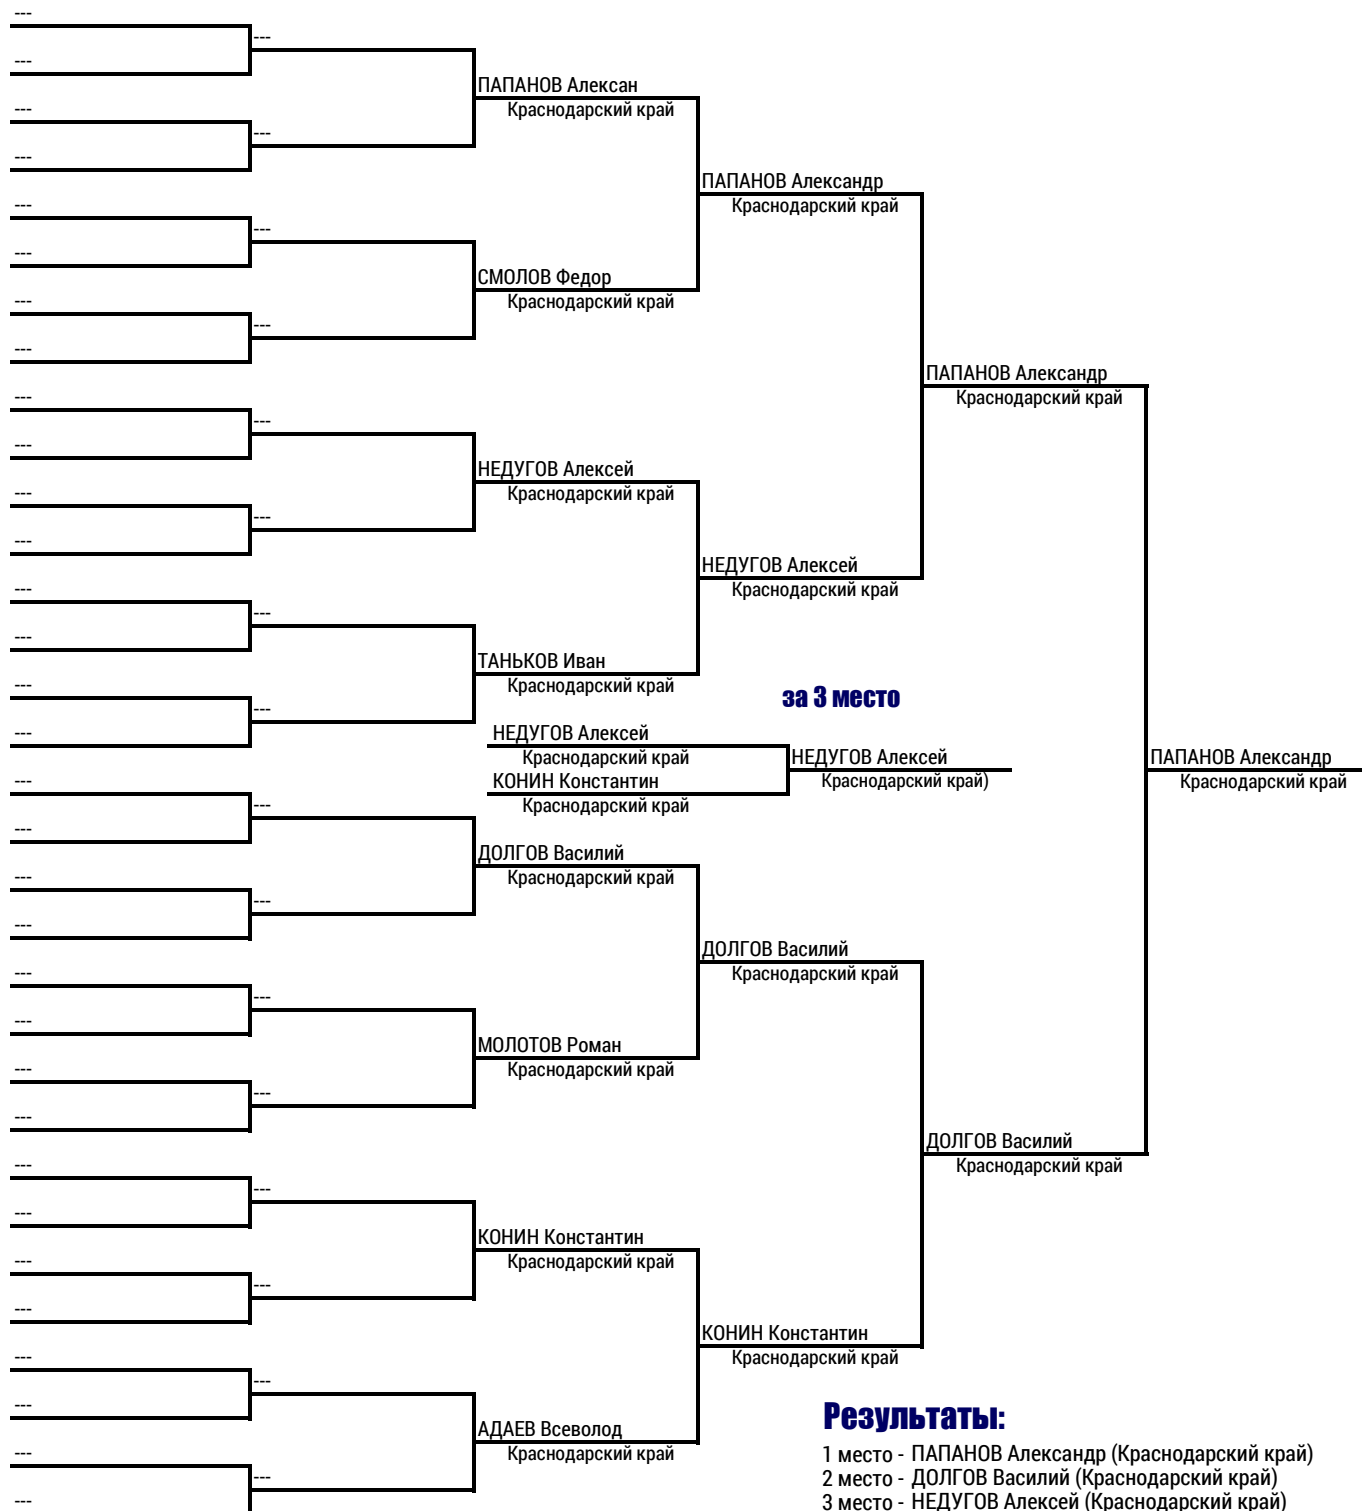 ---
---
---
ПАПАНОВ Алексан
Краснодарский край
---
---
---
ПАПАНОВ Александр
Краснодарский край
---
---
---
СМОЛОВ Федор
Краснодарский край
---
---
---
ПАПАНОВ Александр
Краснодарский край
---
---
---
НЕДУГОВ Алексей
Краснодарский край
---
---
---
НЕДУГОВ Алексей
Краснодарский край
---
---
---
ТАНЬКОВ Иван
Краснодарский край
---
---
---
за 3 место
НЕДУГОВ Алексей
Краснодарский край
КОНИН Константин
Краснодарский край
НЕДУГОВ Алексей
Краснодарский край)
ПАПАНОВ Александр
Краснодарский край
---
---
---
ДОЛГОВ Василий
Краснодарский край
---
---
---
ДОЛГОВ Василий
Краснодарский край
---
---
---
МОЛОТОВ Роман
Краснодарский край
---
---
---
ДОЛГОВ Василий
Краснодарский край
---
---
---
КОНИН Константин
Краснодарский край
---
---
---
КОНИН Константин
Краснодарский край
---
---
---
АДАЕВ Всеволод
Краснодарский край
---
---
---
Результаты:
1 место - ПАПАНОВ Александр (Краснодарский край)
2 место - ДОЛГОВ Василий (Краснодарский край)
3 место - НЕДУГОВ Алексей (Краснодарский край)